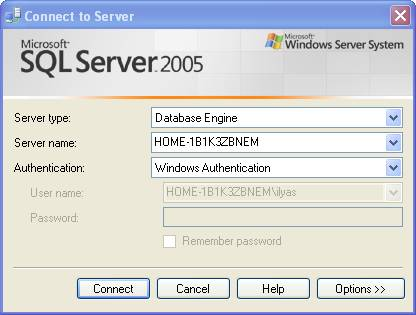 Connect to Server
Microsoft®
SQL Server 2005
Microsoft®
Windows Server System
Server type: Database Engine
Server name: HOME-1B1K3ZBNEM
Authentication: Windows Authentication
User name: HOME-1B1K3ZBNEM\ilyas
Password:
Remember password
Connect Cancel Help Options >>